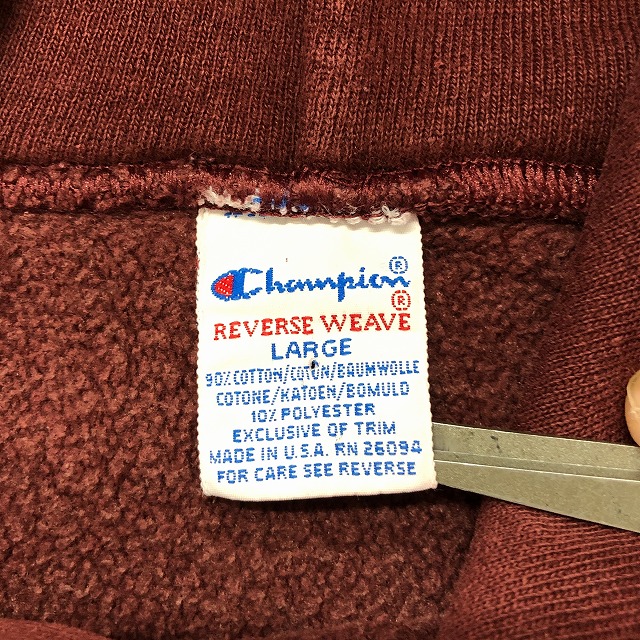 Champion®
REVERSE WEAVE®
LARGE
90% COTTON/COTON/BAUMWOLLE
COTONE/KATOEN/BOMULD
10% POLYESTER
EXCLUSIVE OF TRIM
MADE IN U.S.A. RN 26094
FOR CARE SEE REVERSE